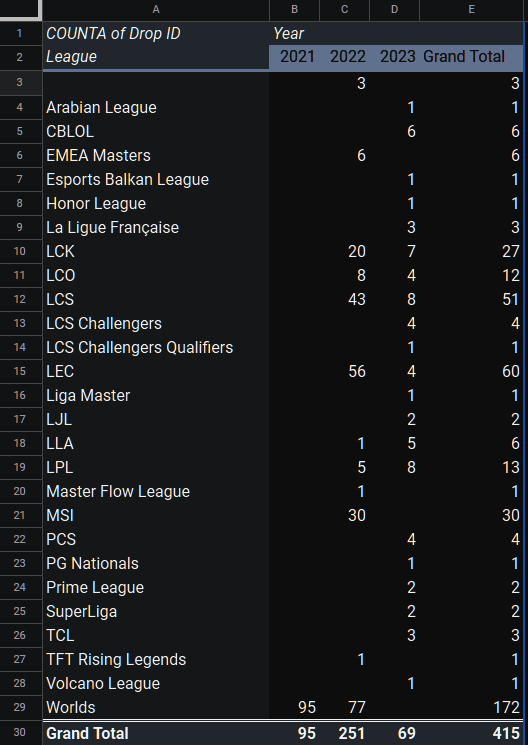 A B C D E
1 COUNTA of Drop ID Year
2 League 2021 2022 2023 Grand Total
3 3 3
4 Arabian League 1 1
5 CBLOL 6 6
6 EMEA Masters 6 6
7 Esports Balkan League 1 1
8 Honor League 1 1
9 La Ligue Française 3 3
10 LCK 20 7 27
11 LCO 8 4 12
12 LCS 43 8 51
13 LCS Challengers 4 4
14 LCS Challengers Qualifiers 1 1
15 LEC 56 4 60
16 Liga Master 1 1
17 LJL 2 2
18 LLA 1 5 6
19 LPL 5 8 13
20 Master Flow League 1 1
21 MSI 30 30
22 PCS 4 4
23 PG Nationals 1 1
24 Prime League 2 2
25 SuperLiga 2 2
26 TCL 3 3
27 TFT Rising Legends 1 1
28 Volcano League 1 1
29 Worlds 95 77 172
30 Grand Total 95 251 69 415